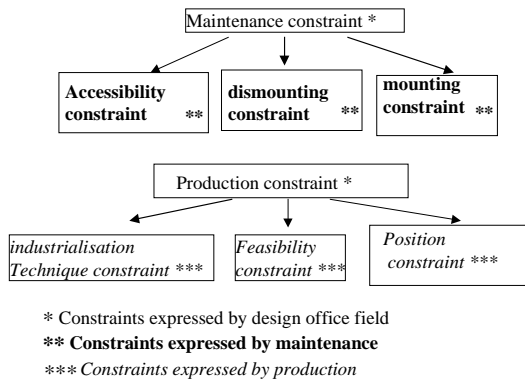 Maintenance constraint *
Accessibility
constraint **
dismounting
constraint **
mounting
constraint **
Production constraint *
industrialisation
Technique constraint ***
Feasibility
constraint ***
Position
constraint ***
* Constraints expressed by design office field
** Constraints expressed by maintenance
*** Constraints expressed by production